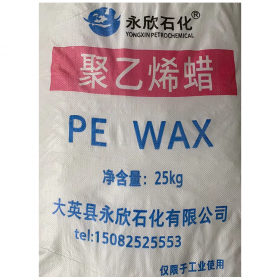 永欣石化®
YONGXIN PETROCHEMICAL
聚乙烯蜡
PE WAX
净含量：25kg
大英县永欣石化有限公司
tel:15082525553
仅限于工业使用